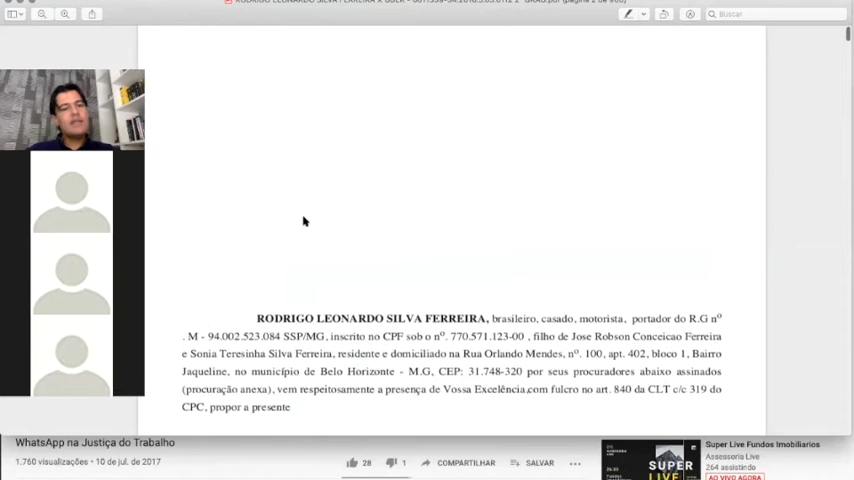 Buscar
RODRIGO LEONARDO SILVA FERREIRA, brasileiro, casado, motorista, portador do R.G nº
. M - 94.002.523.084 SSP/MG, inscrito no CPF sob o nº. 770.571.123-00 , filho de Jose Robson Conceicao Ferreira
e Sonia Teresinha Silva Ferreira, residente e domiciliado na Rua Orlando Mendes, nº. 100, apt. 402, bloco 1, Bairro
Jaqueline, no município de Belo Horizonte - M.G, CEP: 31.748-320 por seus procuradores abaixo assinados
(procuração anexa), vem respeitosamente a presença de Vossa Excelência,com fulcro no art. 840 da CLT c/c 319 do
CPC, propor a presente
WhatsApp na Justiça do Trabalho
1.760 visualizações • 10 de jul. de 2017
28
1
COMPARTILHAR
SALVAR
SUPER
LIVE
Super Live Fundos Imobiliarios
Assessoria Live
264 assistindo
AO VIVO AGORA